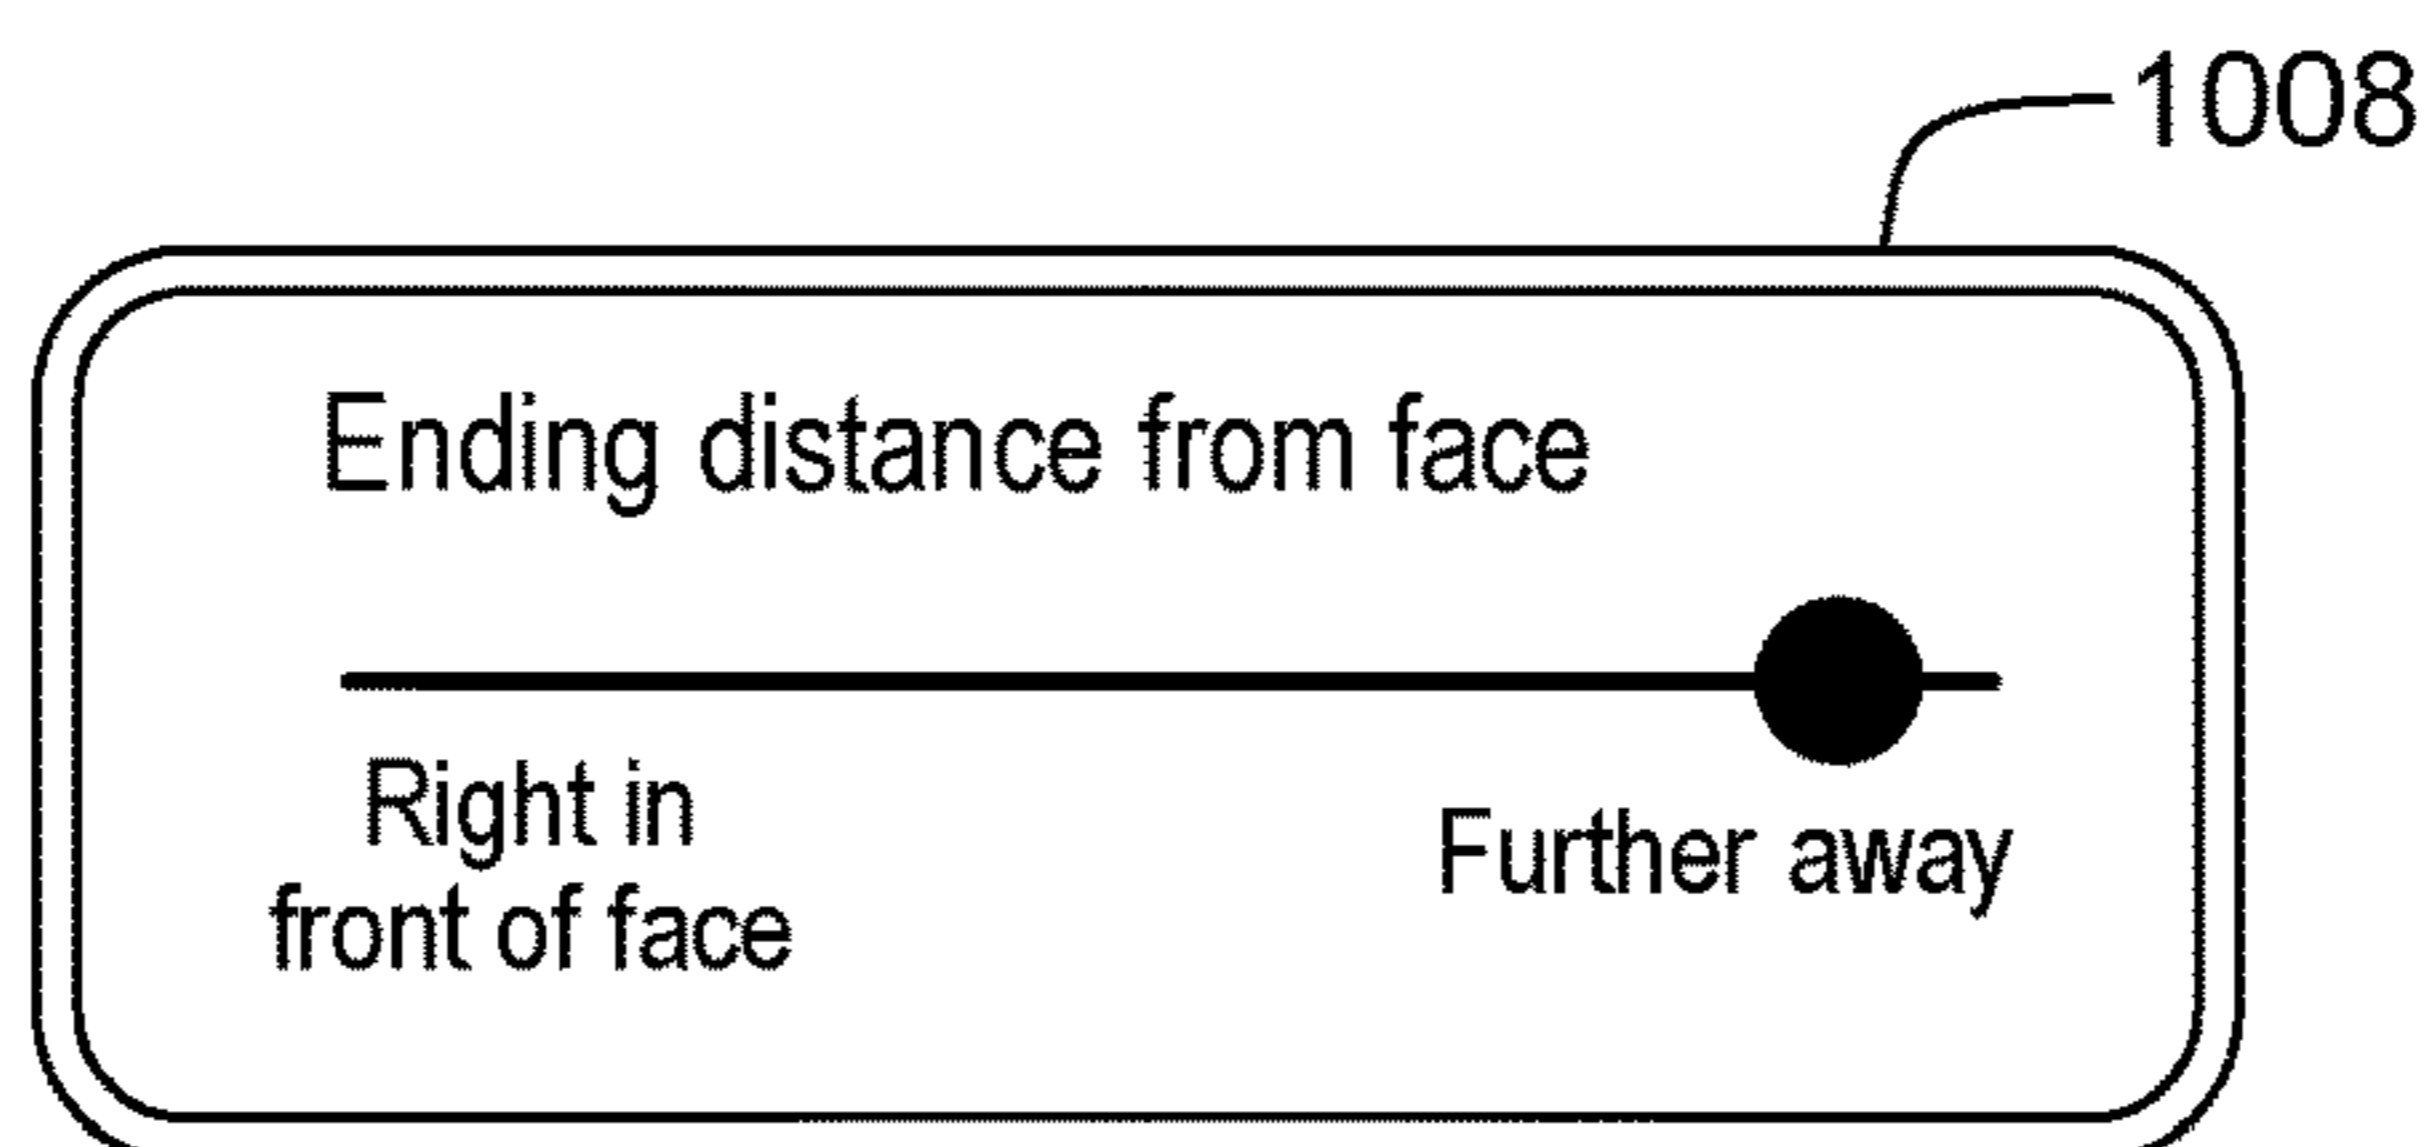 1008
Ending distance from face
Right in
front of face
Further away